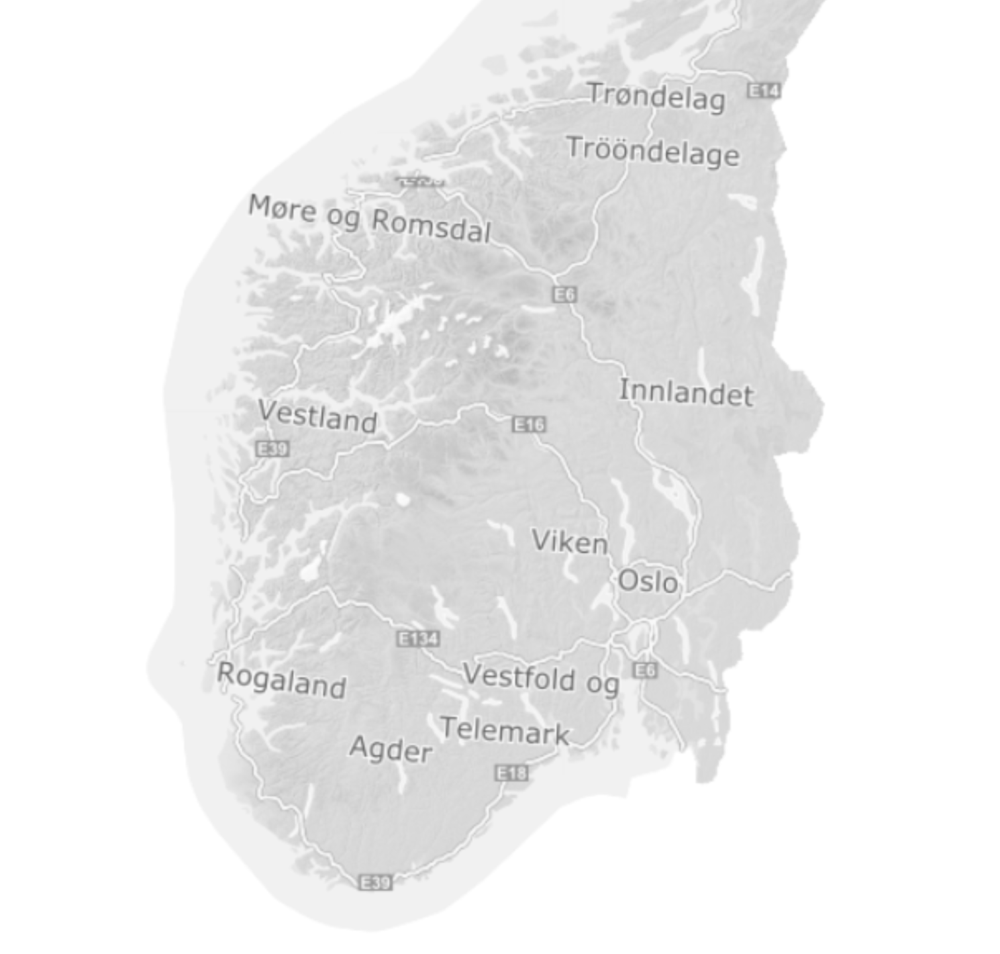 Trøndelag
E14
Trööndelage
Møre og Romsdal
E6
Innlandet
Vestland
E16
E39
Viken
Oslo
E134
Rogaland
Vestfold og
E6
Telemark
Agder
E18
E39